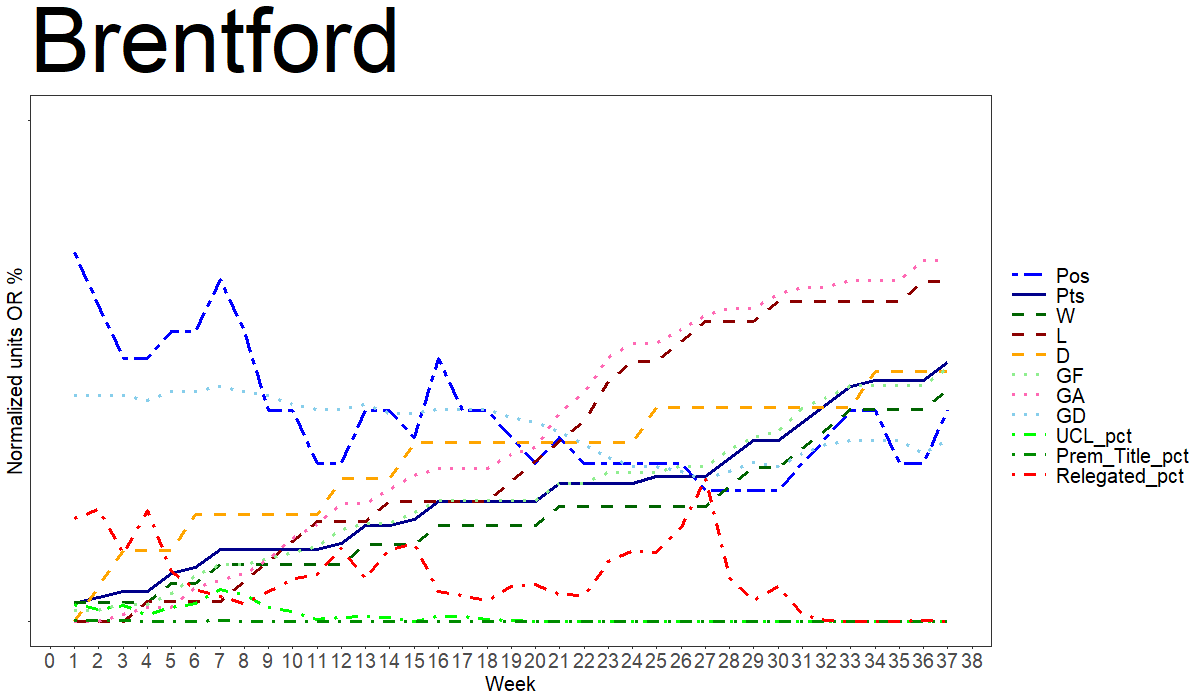 Brentford
Normalized units OR %
Pos
Pts
W
L
D
GF
GA
GD
UCL_pct
Prem_Title_pct
Relegated_pct
0 1 2 3 4 5 6 7 8 9 10 11 12 13 14 15 16 17 18 19 20 21 22 23 24 25 26 27 28 29 30 31 32 33 34 35 36 37 38
Week